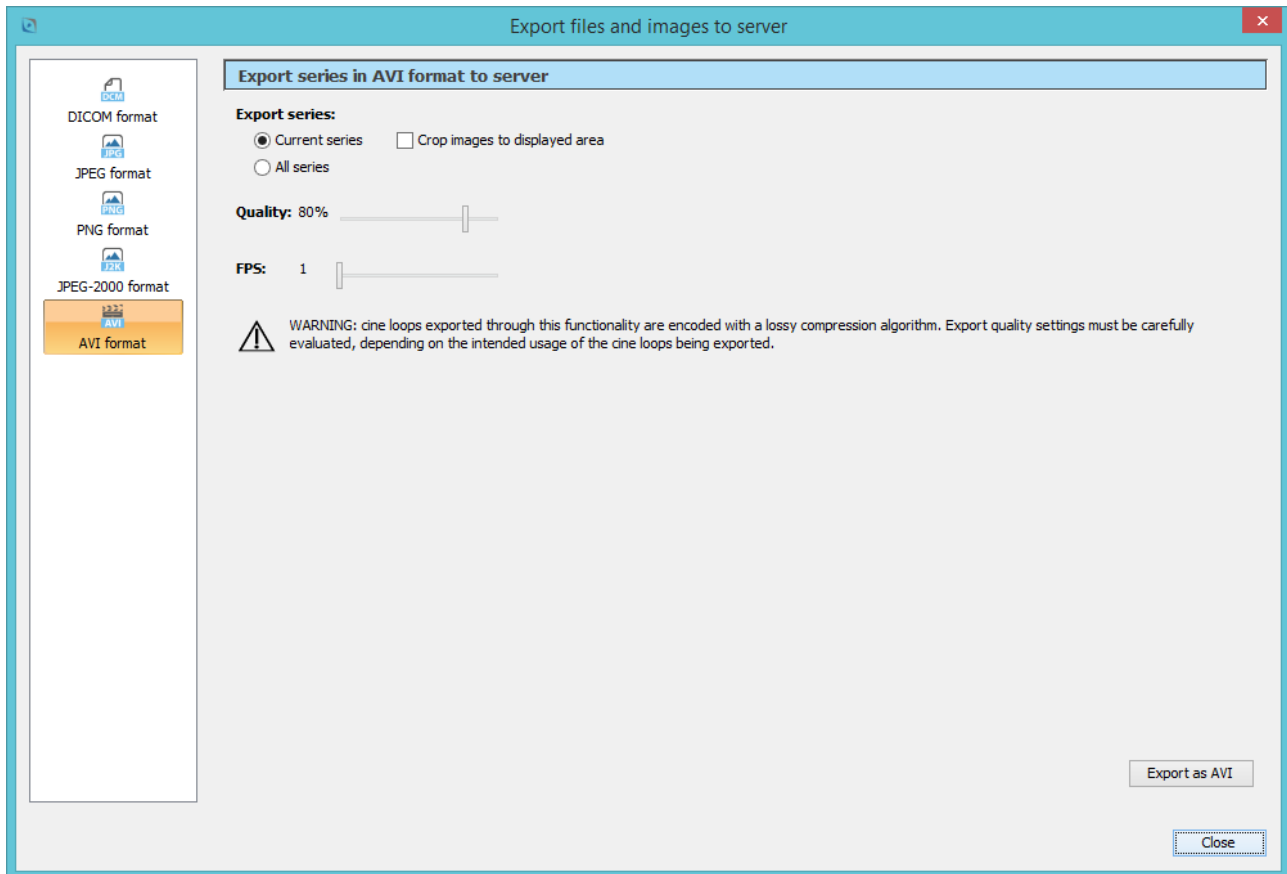 Export files and images to server
DCM
DICOM format
JPG
JPEG format
PNG
PNG format
J2K
JPEG-2000 format
AVI
AVI format
Export series in AVI format to server
Export series:
Current series Crop images to displayed area
All series
Quality: 80%
FPS: 1
WARNING: cine loops exported through this functionality are encoded with a lossy compression algorithm. Export quality settings must be carefully
evaluated, depending on the intended usage of the cine loops being exported.
Export as AVI
Close